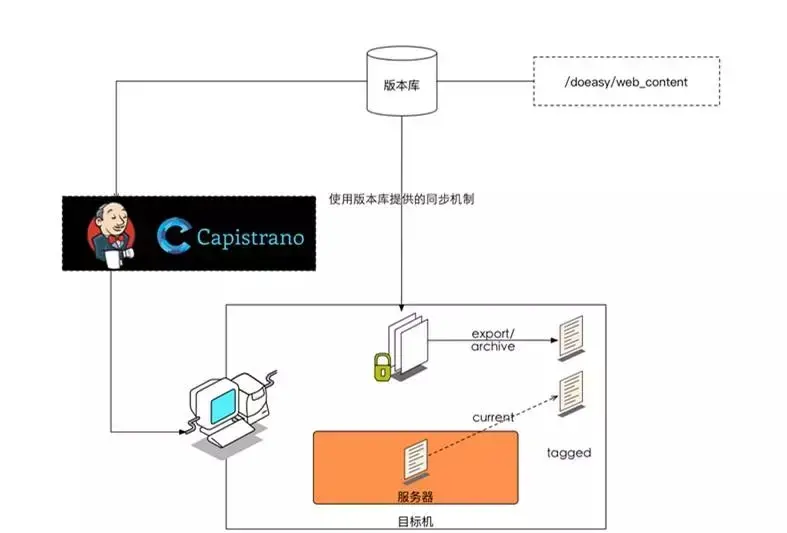 版本库
/doeasy/web_content
使用版本库提供的同步机制
Capistrano
export/
archive
current
tagged
服务器
目标机